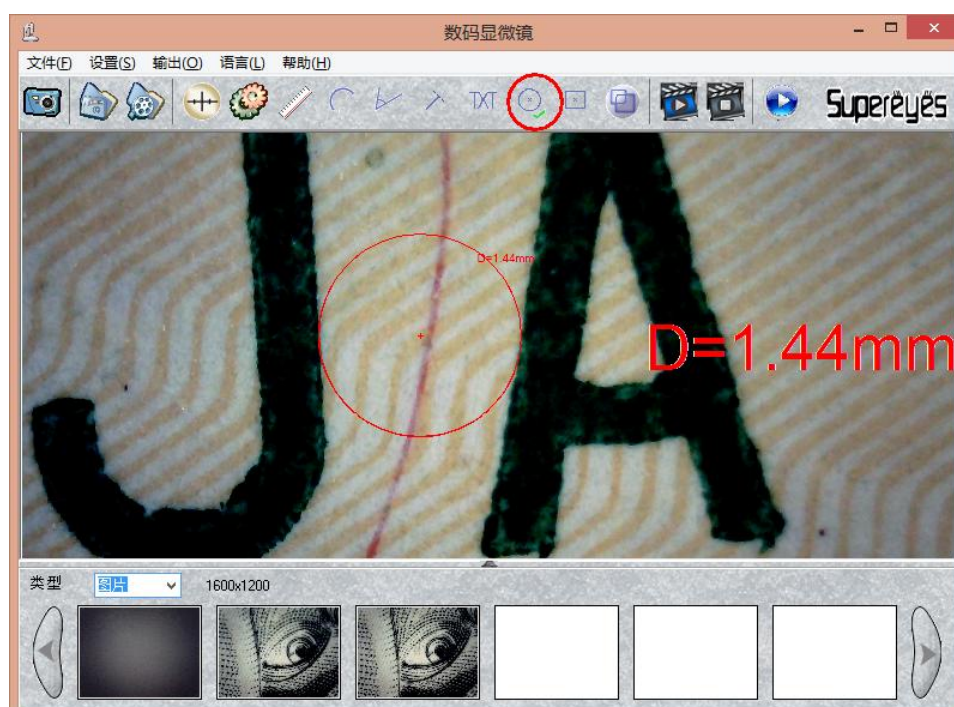 数码显微镜
文件(F) 设置(S) 输出(O) 语言(L) 帮助(H)
TXT
Supereyes
D=1.44mm
D=1.44mm
JA
类型 图片 1600x1200